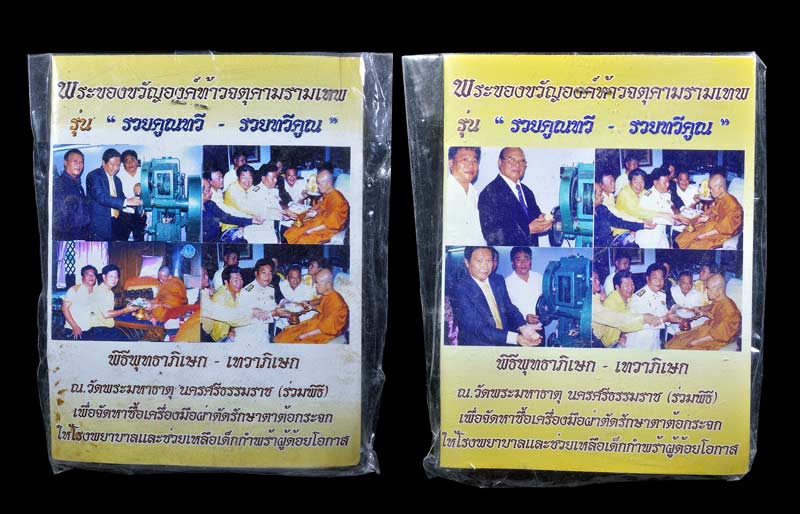 พระของขวัญองค์ท้าวจตุคามรามเทพ
รุ่น “ รวยคูณทวี - รวยทวีคูณ ”
พิธีพุทธาภิเษก - เทวาภิเษก
ณ.วัดพระมหาธาตุ นครศรีธรรมราช (ร่วมพิธี)
เพื่อจัดหาซื้อเครื่องมือผ่าตัดรักษาตาต้อกระจก
ให้โรงพยาบาลและช่วยเหลือเด็กกำพร้าผู้ด้อยโอกาส
พระของขวัญองค์ท้าวจตุคามรามเทพ
รุ่น “ รวยคูณทวี - รวยทวีคูณ ”
พิธีพุทธาภิเษก - เทวาภิเษก
ณ.วัดพระมหาธาตุ นครศรีธรรมราช (ร่วมพิธี)
เพื่อจัดหาซื้อเครื่องมือผ่าตัดรักษาตาต้อกระจก
ให้โรงพยาบาลและช่วยเหลือเด็กกำพร้าผู้ด้อยโอกาส